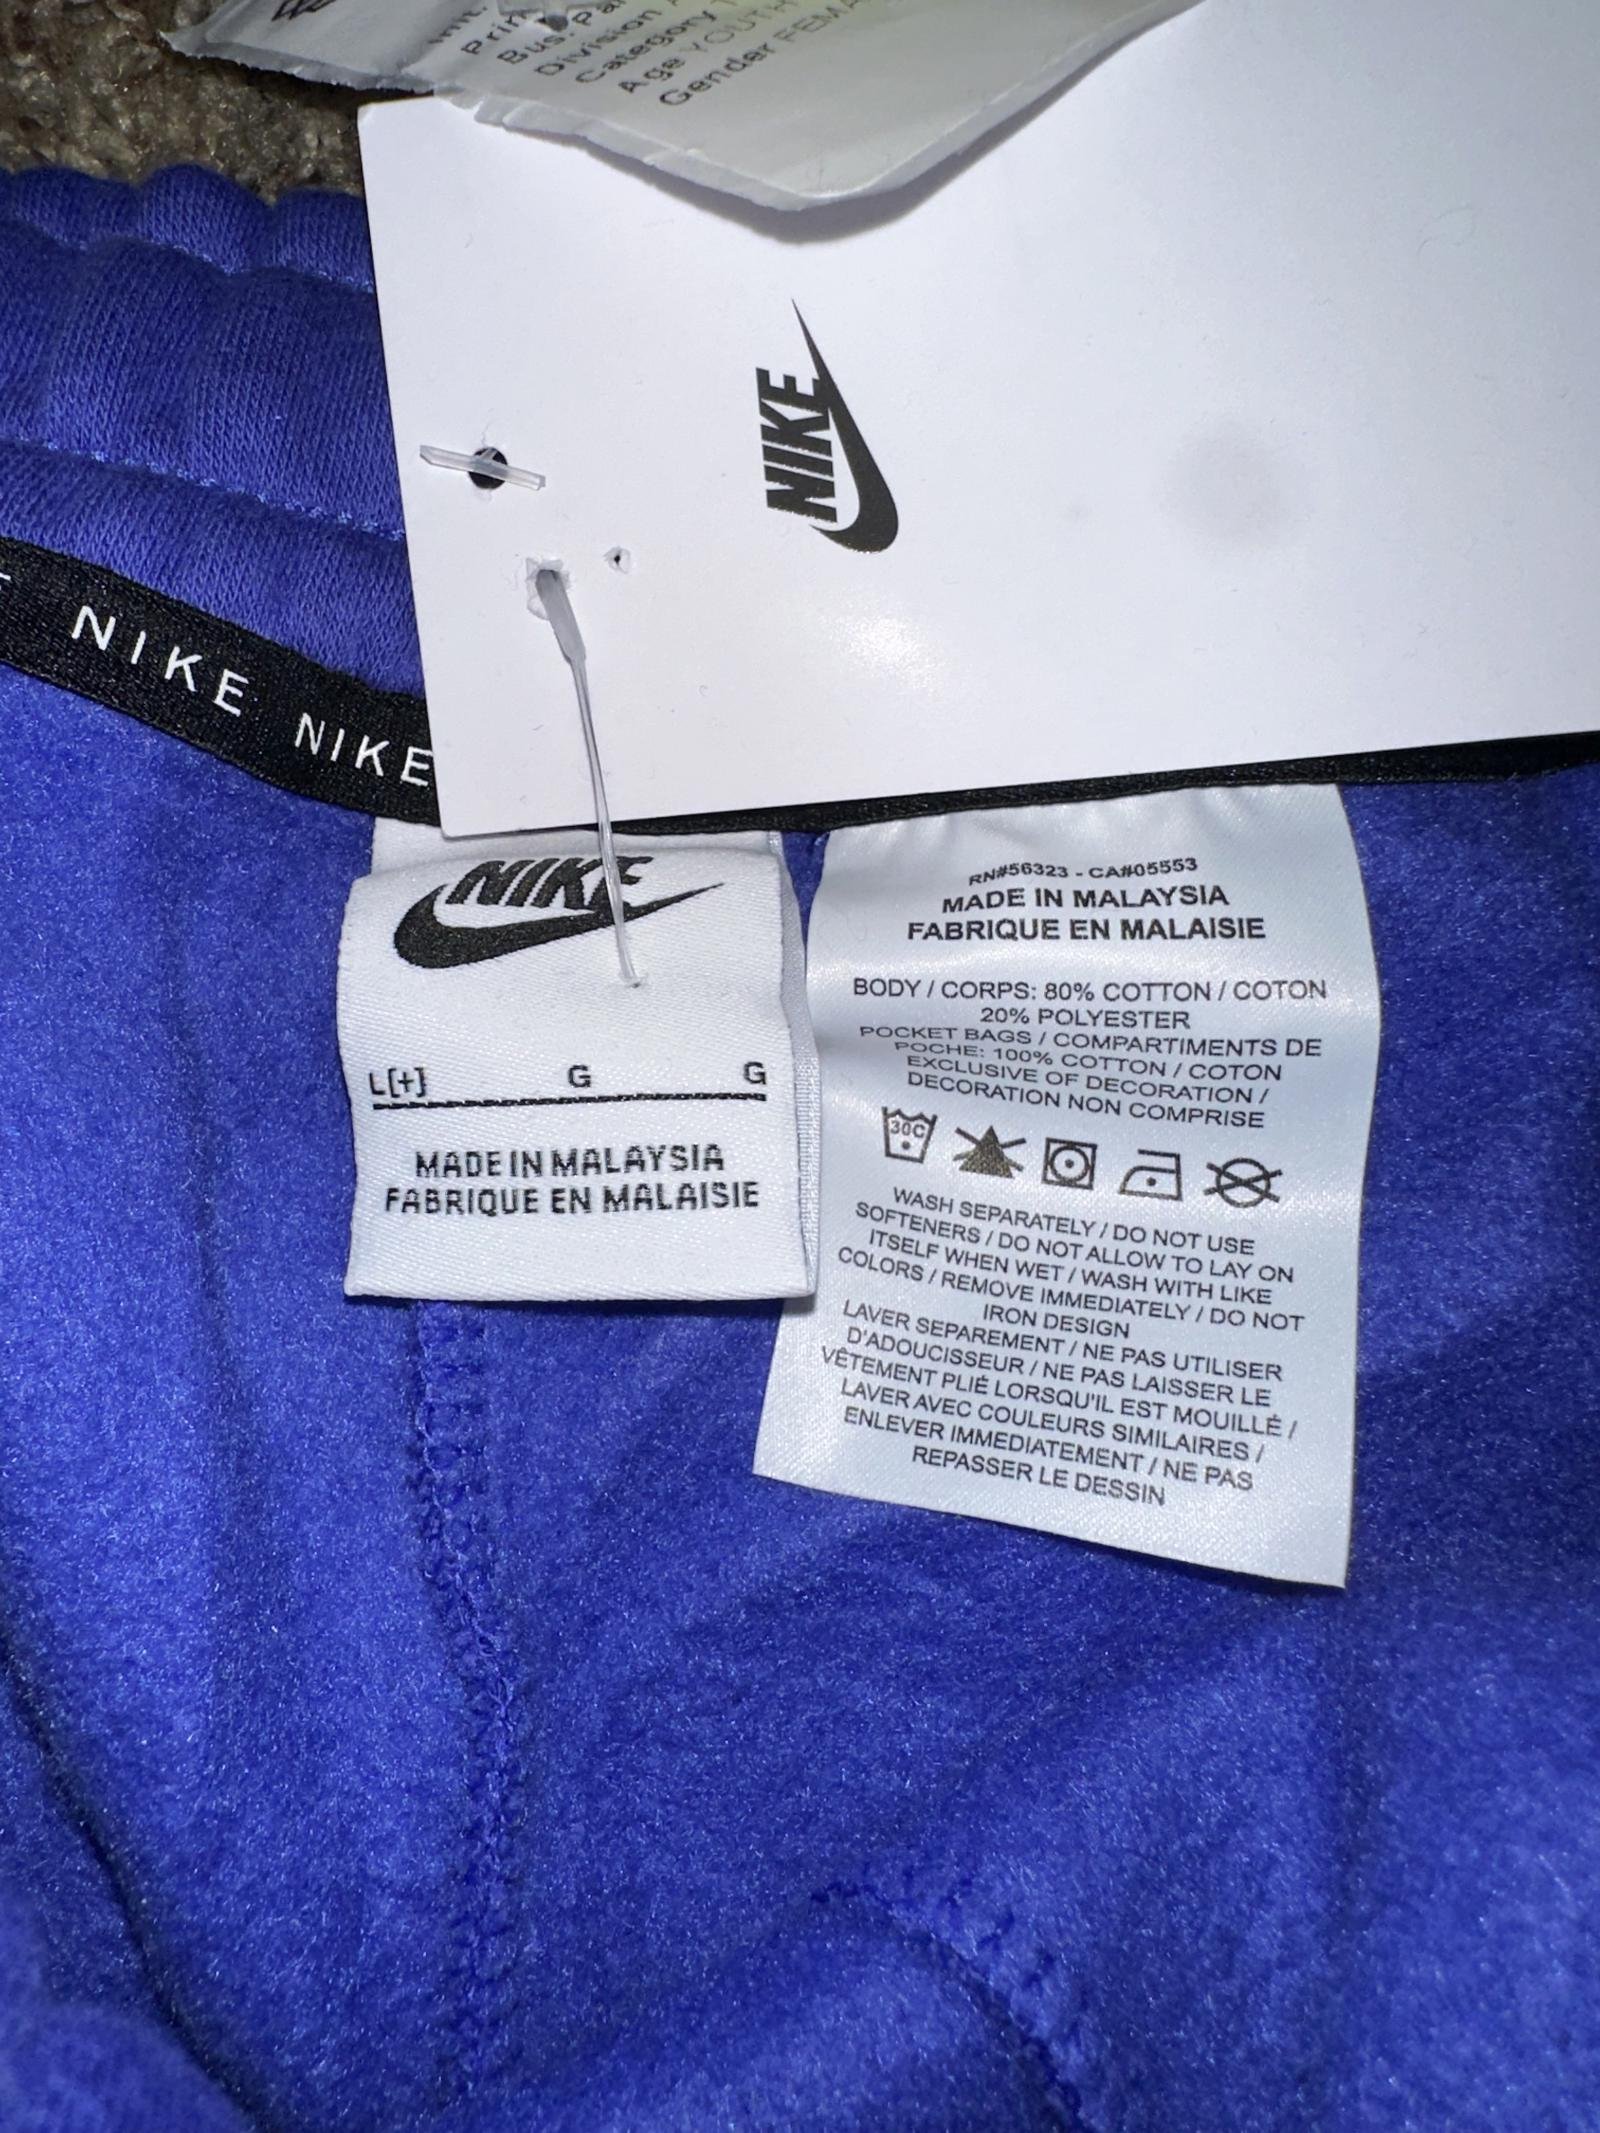 Prin
Bus. Par
Division
Category
Age YOUTH
Gender
NIKE
NIKE NIKE
NIKE
L[+] G G
MADE IN MALAYSIA
FABRIQUE EN MALAISIE
RN#56323 - CA#05553
MADE IN MALAYSIA
FABRIQUE EN MALAISIE
BODY / CORPS: 80% COTTON / COTON
20% POLYESTER
POCKET BAGS / COMPARTIMENTS DE
POCHE: 100% COTTON / COTON
EXCLUSIVE OF DECORATION /
DECORATION NON COMPRISE
30C
WASH SEPARATELY / DO NOT USE
SOFTENERS / DO NOT ALLOW TO LAY ON
ITSELF WHEN WET / WASH WITH LIKE
COLORS / REMOVE IMMEDIATELY / DO NOT
IRON DESIGN
LAVER SEPAREMENT / NE PAS UTILISER
D'ADOUCISSEUR / NE PAS LAISSER LE
VÊTEMENT PLIÉ LORSQU'IL EST MOUILLÉ /
LAVER AVEC COULEURS SIMILAIRES /
ENLEVER IMMEDIATEMENT / NE PAS
REPASSER LE DESSIN